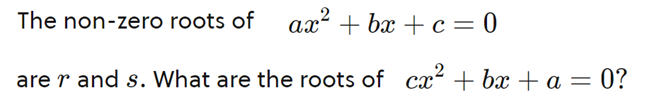 The non-zero roots of ax² + bx + c = 0
are r and s. What are the roots of cx² + bx + a = 0?